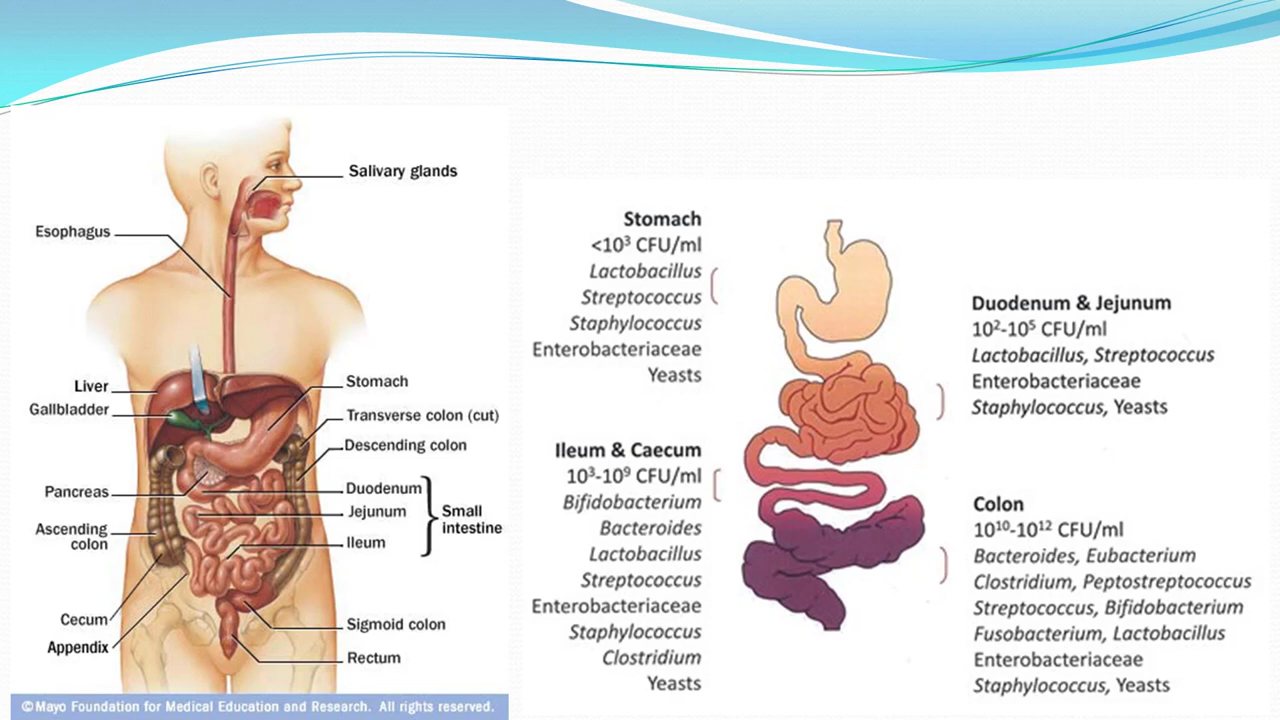 Salivary glands
Esophagus
Liver
Gallbladder
Stomach
Transverse colon (cut)
Descending colon
Pancreas
Duodenum
Jejunum
Small
intestine
Ascending
colon
Ileum
Cecum
Appendix
Sigmoid colon
Rectum
©Mayo Foundation for Medical Education and Research. All rights reserved.
Stomach
<10³ CFU/ml
Lactobacillus
Streptococcus
Staphylococcus
Enterobacteriaceae
Yeasts
Duodenum & Jejunum
10²-10⁵ CFU/ml
Lactobacillus, Streptococcus
Enterobacteriaceae
Staphylococcus, Yeasts
Ileum & Caecum
10³-10⁹ CFU/ml
Bifidobacterium
Bacteroides
Lactobacillus
Streptococcus
Enterobacteriaceae
Staphylococcus
Clostridium
Yeasts
Colon
10¹⁰-10¹² CFU/ml
Bacteroides, Eubacterium
Clostridium, Peptostreptococcus
Streptococcus, Bifidobacterium
Fusobacterium, Lactobacillus
Enterobacteriaceae
Staphylococcus, Yeasts